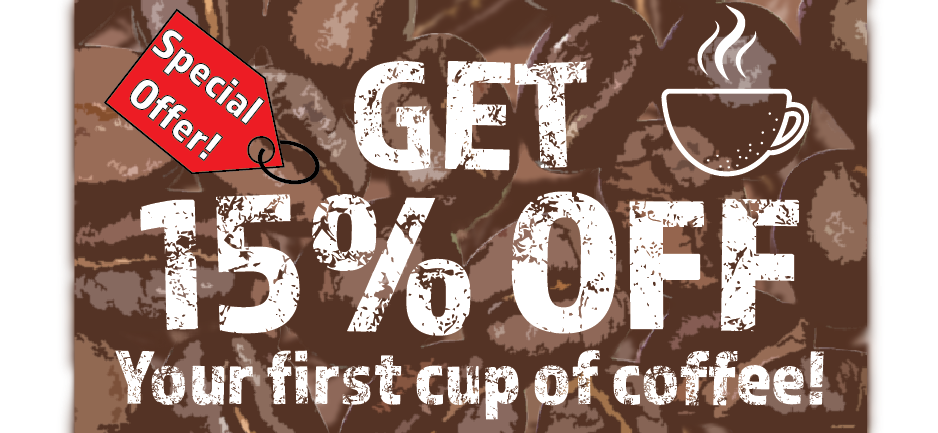 Special
Offer!
GET
15% OFF
Your first cup of coffee!